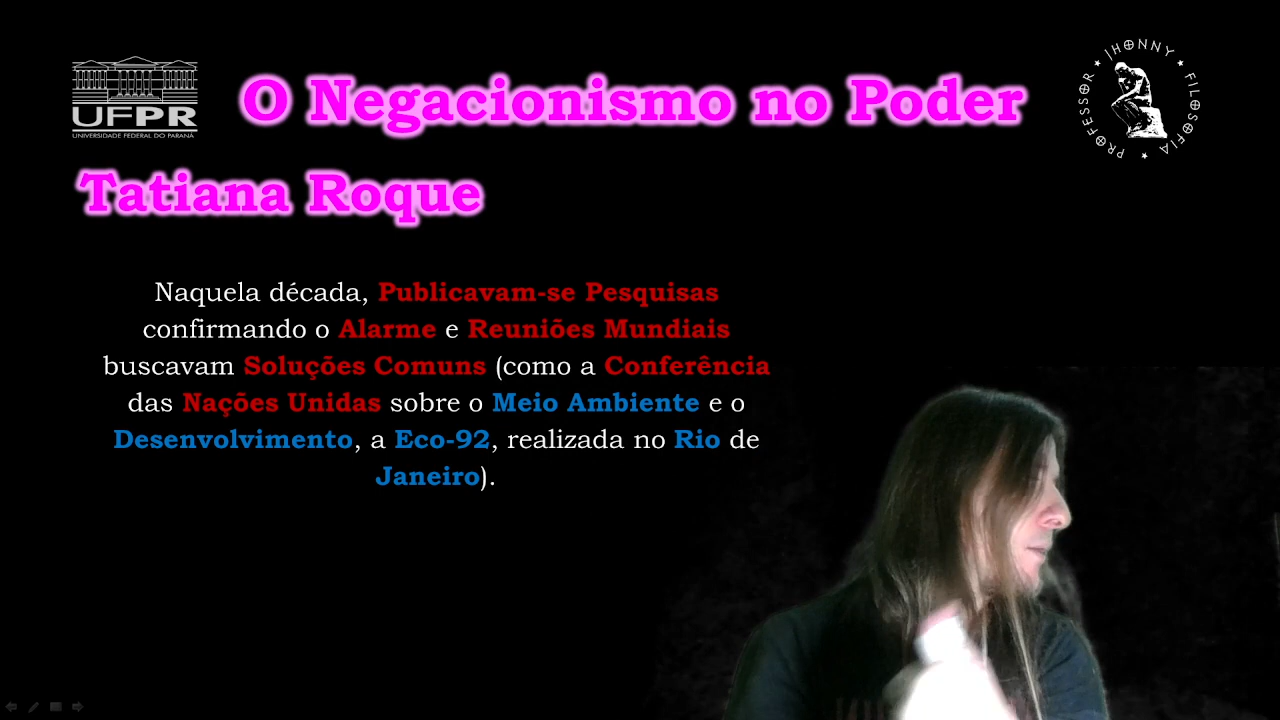 UFPR
UNIVERSIDADE FEDERAL DO PARANÁ
O Negacionismo no Poder
PROFESSOR ★ JHONNY ★ FILOSOFIA ★
Tatiana Roque
Naquela década, Publicavam-se Pesquisas
confirmando o Alarme e Reuniões Mundiais
buscavam Soluções Comuns (como a Conferência
das Nações Unidas sobre o Meio Ambiente e o
Desenvolvimento, a Eco-92, realizada no Rio de
Janeiro).